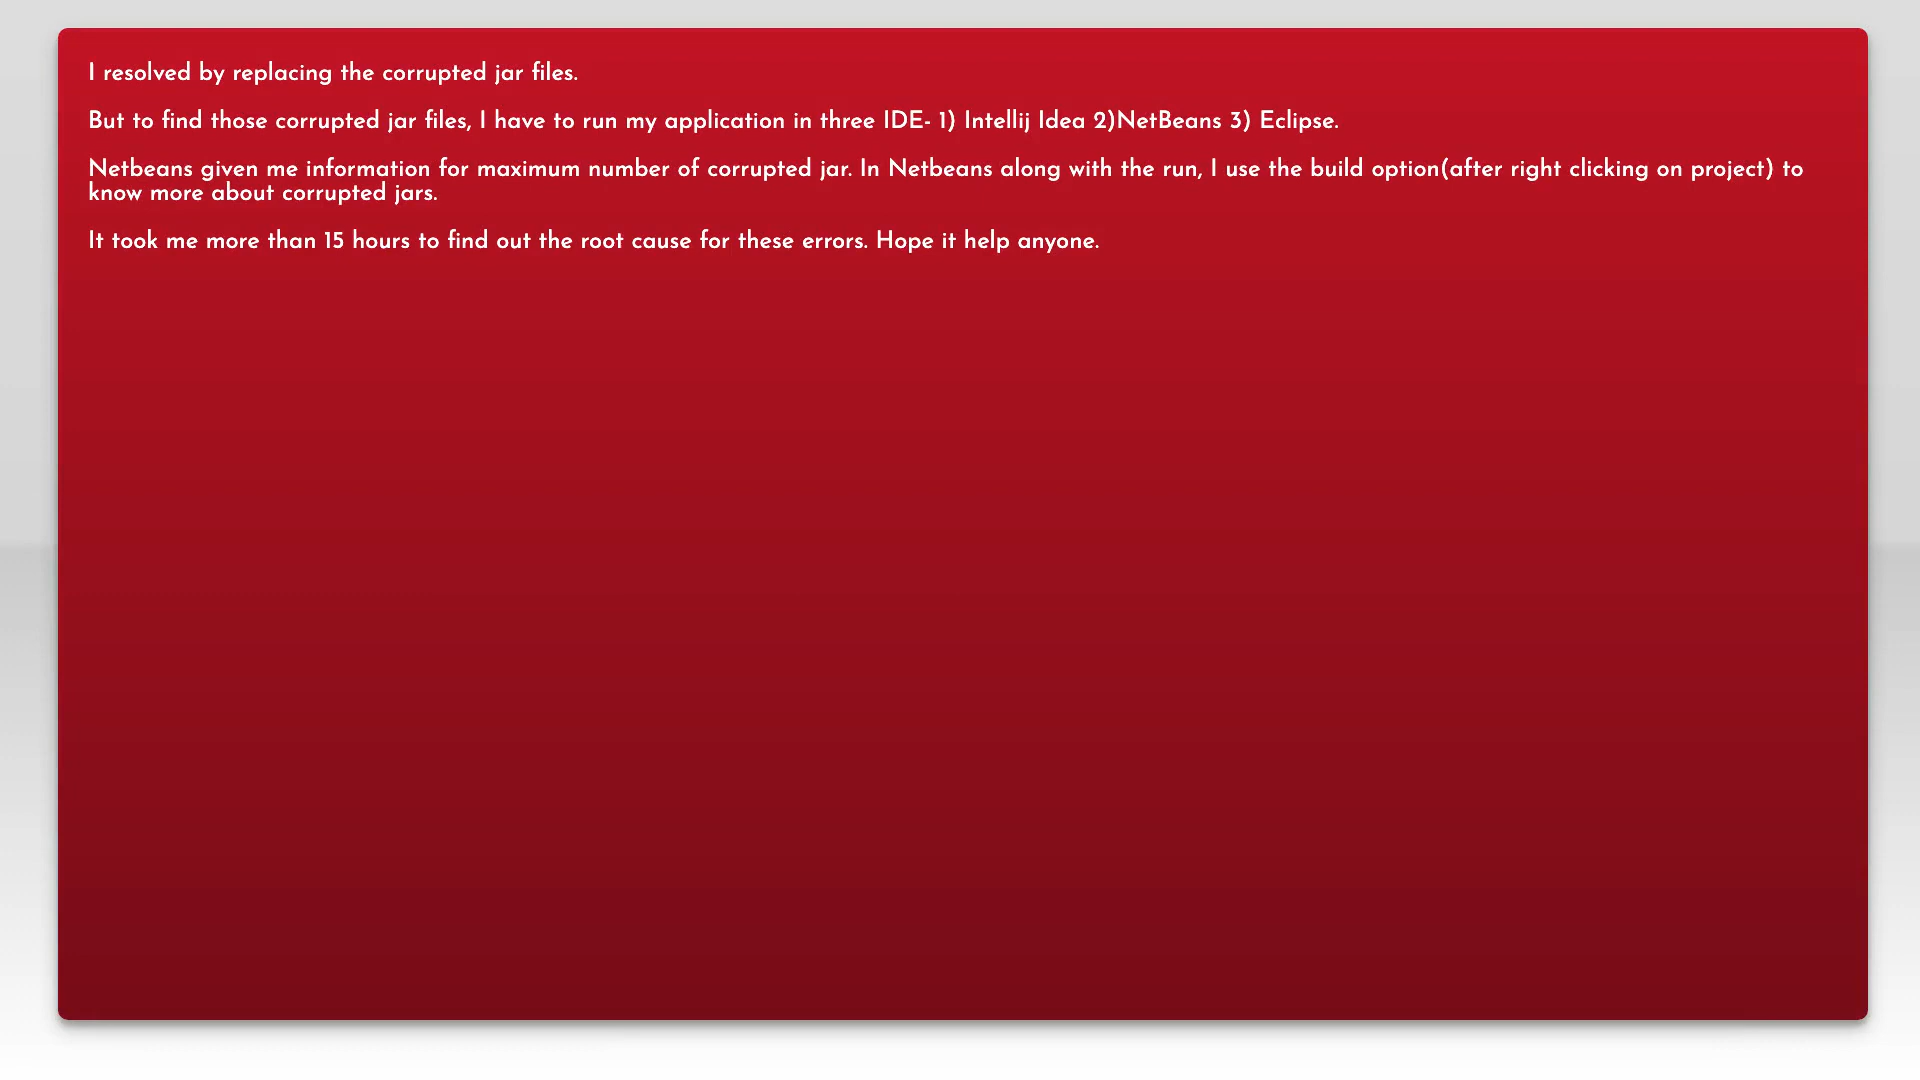 I resolved by replacing the corrupted jar files.
But to find those corrupted jar files, I have to run my application in three IDE- 1) Intellij Idea 2)NetBeans 3) Eclipse.
Netbeans given me information for maximum number of corrupted jar. In Netbeans along with the run, I use the build option(after right clicking on project) to
know more about corrupted jars.
It took me more than 15 hours to find out the root cause for these errors. Hope it help anyone.